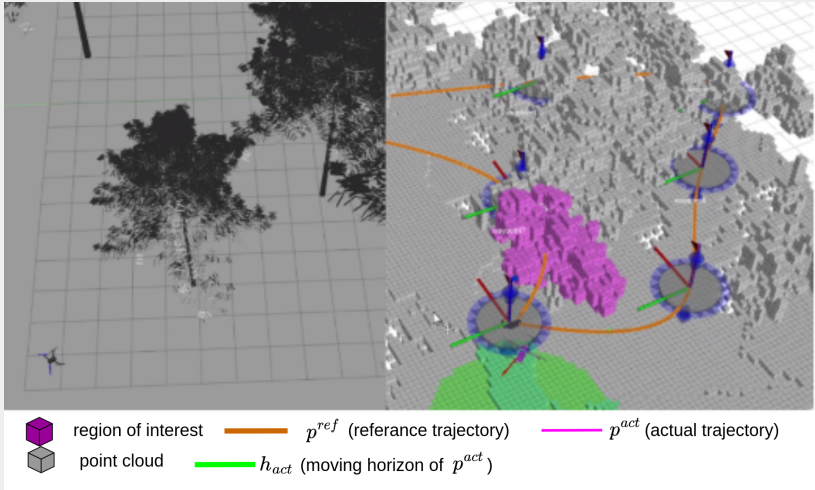 region of interest
p^ref (referance trajectory)
p^act (actual trajectory)
point cloud
h_act (moving horizon of p^act)